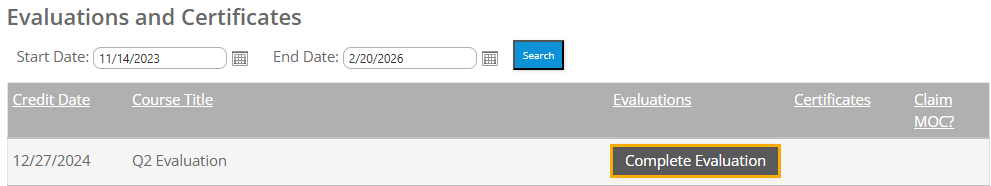 Evaluations and Certificates
Start Date: 11/14/2023 End Date: 2/20/2026 Search
Credit Date Course Title Evaluations Certificates Claim
MOC?
12/27/2024 Q2 Evaluation Complete Evaluation